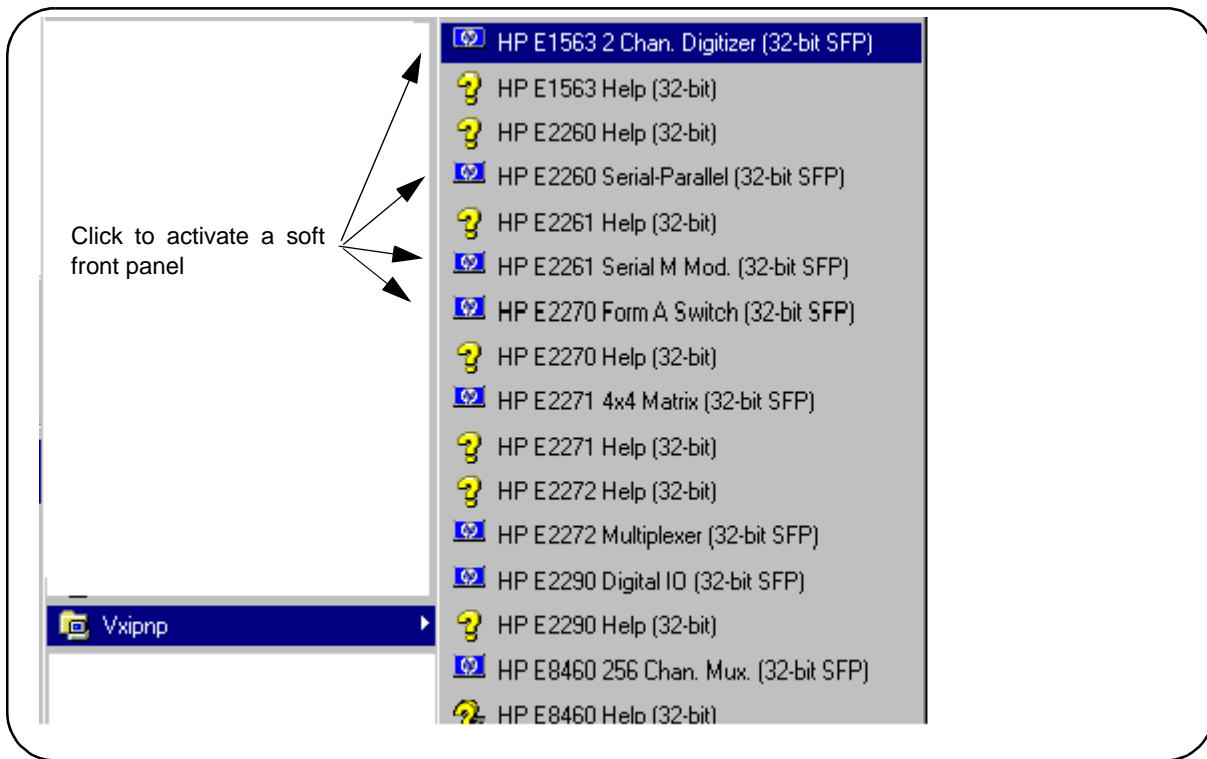 HP E1563 2 Chan. Digitizer (32-bit SFP)
HP E1563 Help (32-bit)
HP E2260 Help (32-bit)
HP E2260 Serial-Parallel (32-bit SFP)
HP E2261 Help (32-bit)
Click to activate a soft
front panel
HP E2261 Serial M Mod. (32-bit SFP)
HP E2270 Form A Switch (32-bit SFP)
HP E2270 Help (32-bit)
HP E2271 4x4 Matrix (32-bit SFP)
HP E2271 Help (32-bit)
HP E2272 Help (32-bit)
HP E2272 Multiplexer (32-bit SFP)
HP E2290 Digital IO (32-bit SFP)
Vxipnp
HP E2290 Help (32-bit)
HP E8460 256 Chan. Mux. (32-bit SFP)
HP E8460 Help (32-bit)